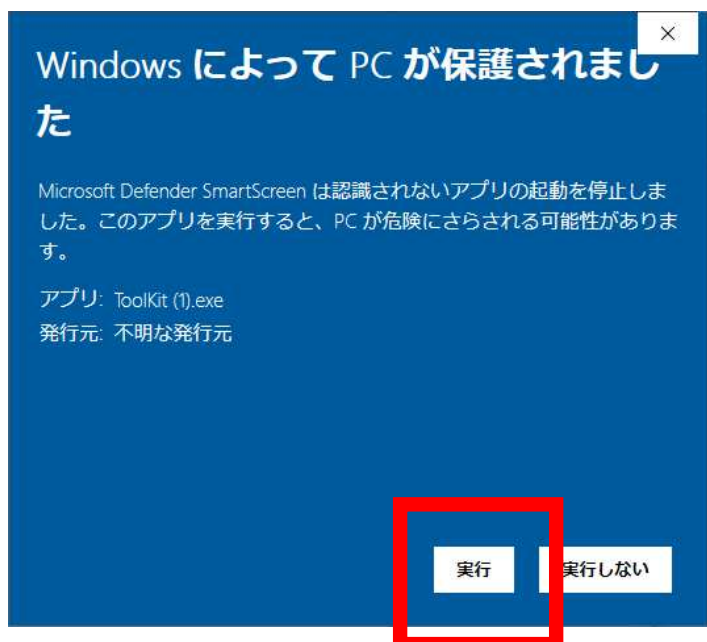 Windows によって PC が保護されまし
た
Microsoft Defender SmartScreen は認識されないアプリの起動を停止しま
した。このアプリを実行すると、PC が危険にさらされる可能性がありま
す。
アプリ: ToolKit (1).exe
発行元: 不明な発行元
実行
実行しない